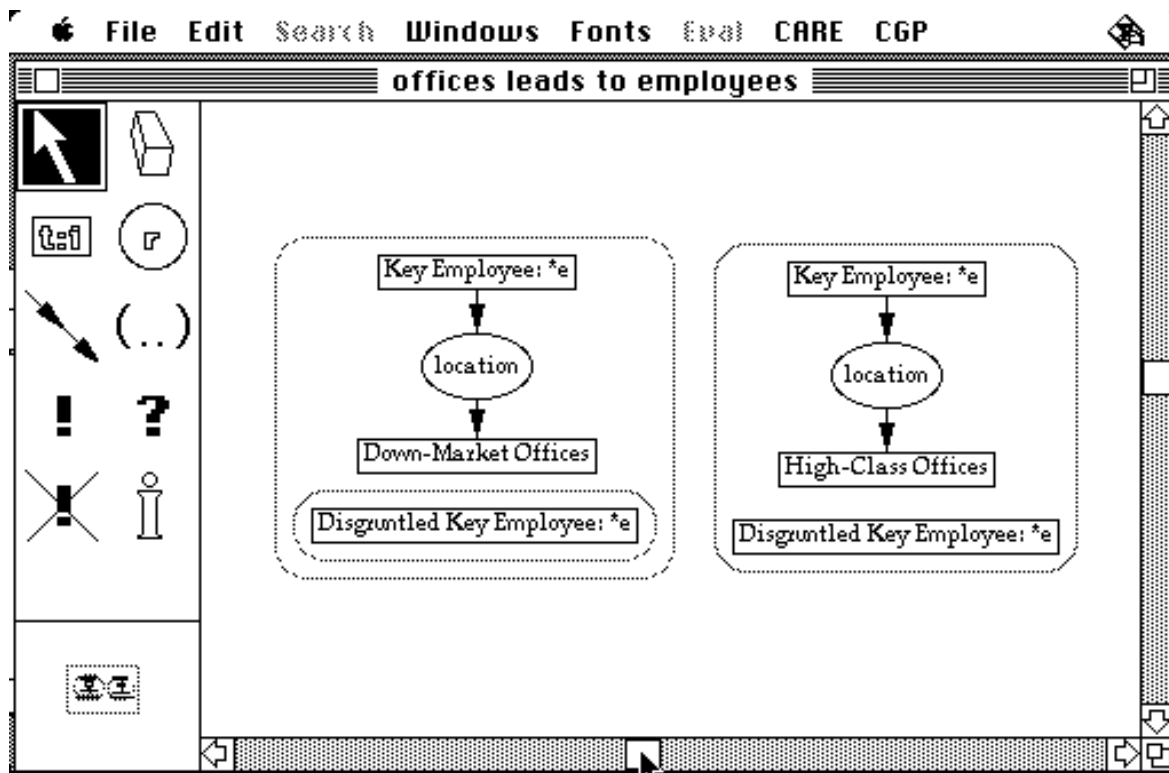 File Edit Search Windows Fonts Eval CARE CGP
offices leads to employees
t:f r
(..)
! ?
! i
Key Employee: *e
location
Down-Market Offices
Disgruntled Key Employee: *e
Key Employee: *e
location
High-Class Offices
Disgruntled Key Employee: *e